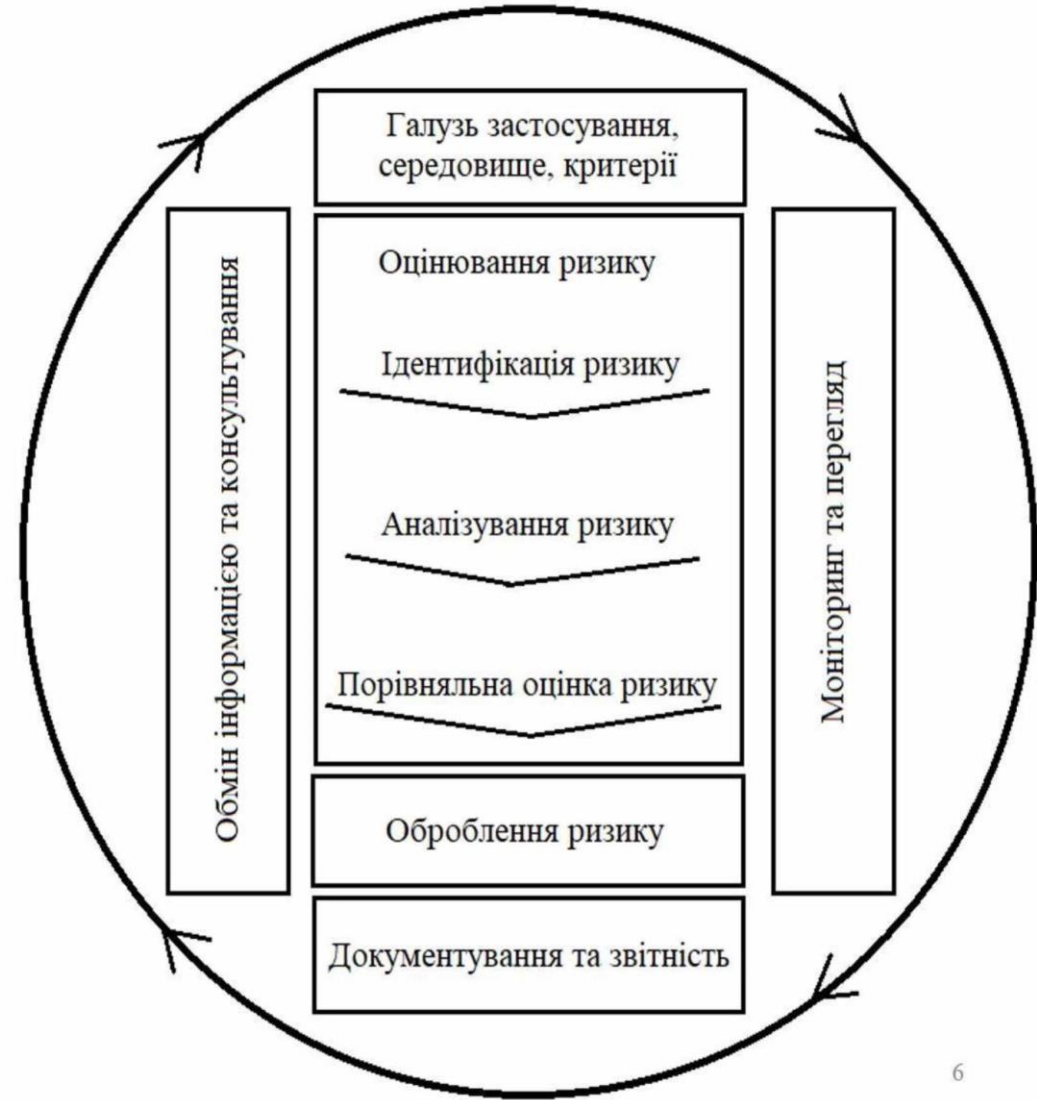 Галузь застосування,
середовище, критерії
Обмін інформацією та консультування
Оцінювання ризику
Ідентифікація ризику
Аналізування ризику
Порівняльна оцінка ризику
Моніторинг та перегляд
Оброблення ризику
Документування та звітність
6